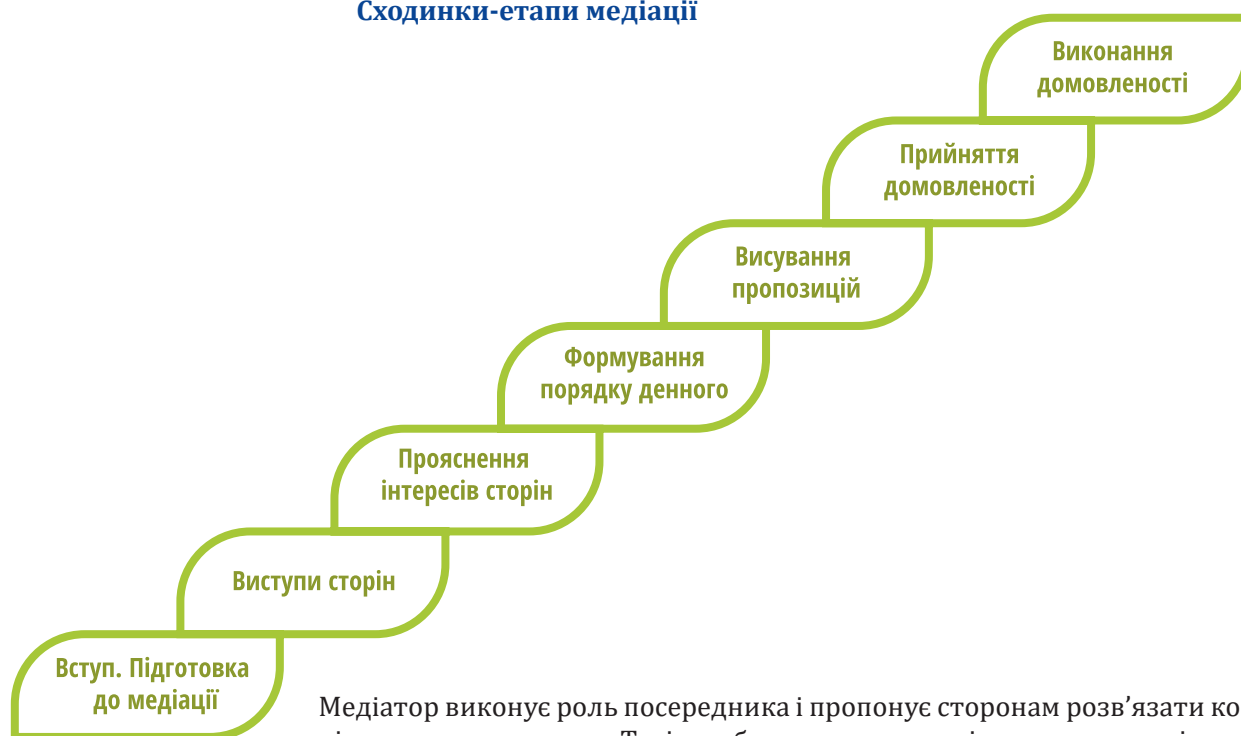 Сходинки-етапи медіації
Виконання
домовленості
Прийняття
домовленості
Висування
пропозицій
Формування
порядку денного
Прояснення
інтересів сторін
Виступи сторін
Вступ. Підготовка
до медіації
Медіатор виконує роль посередника і пропонує сторонам розв’язати ко